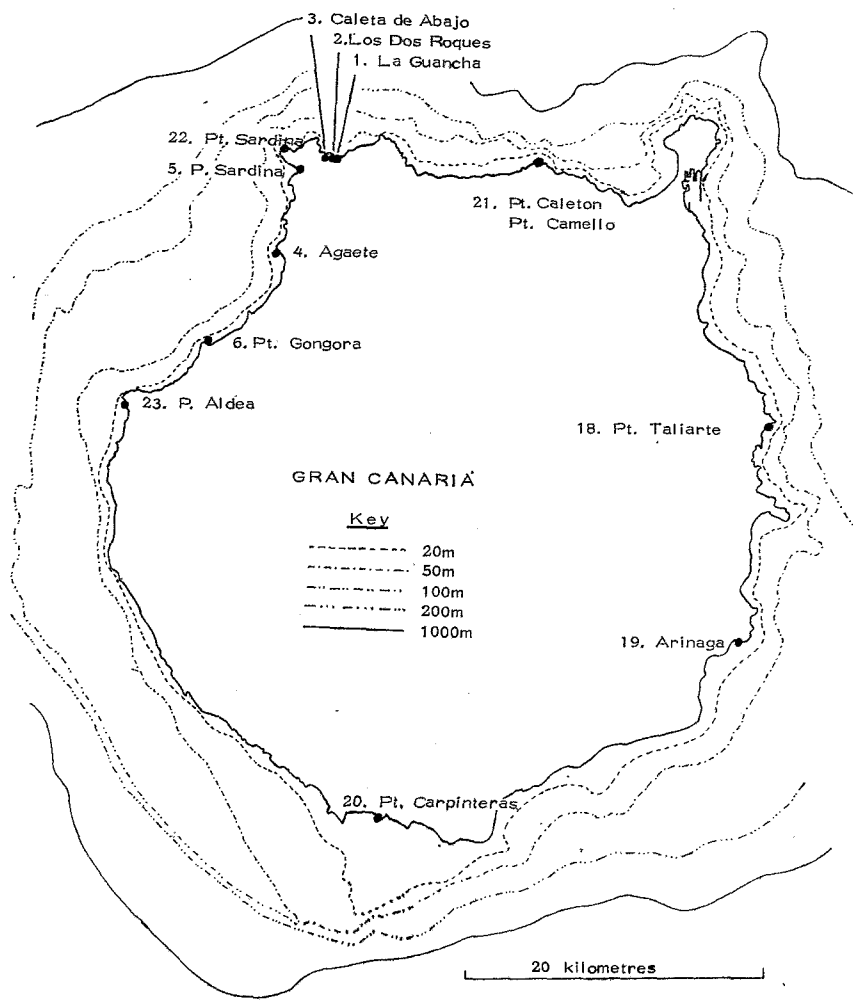 3. Caleta de Abajo
2.Los Dos Roques
1. La Guancha
22. Pt. Sardina
5. P. Sardina
21. Pt. Caleton
Pt. Camello
4. Agaete
6. Pt. Gongora
23. P. Aldea
18. Pt. Taliarte
GRAN CANARIA
Key
20m
50m
100m
200m
1000m
19. Arinaga
20. Pt. Carpinteras
20 kilometres